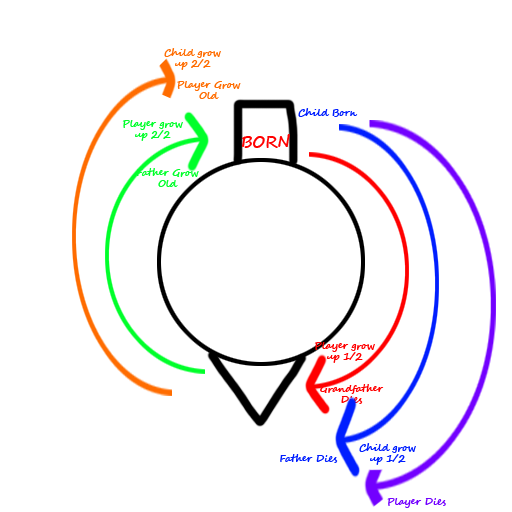 Child grow
up 2/2
Player Grow
Old
Child Born
Player grow
up 2/2
BORN
Father Grow
Old
Player grow
up 1/2
Grandfather
Dies
Child grow
up 1/2
Father Dies
Player Dies